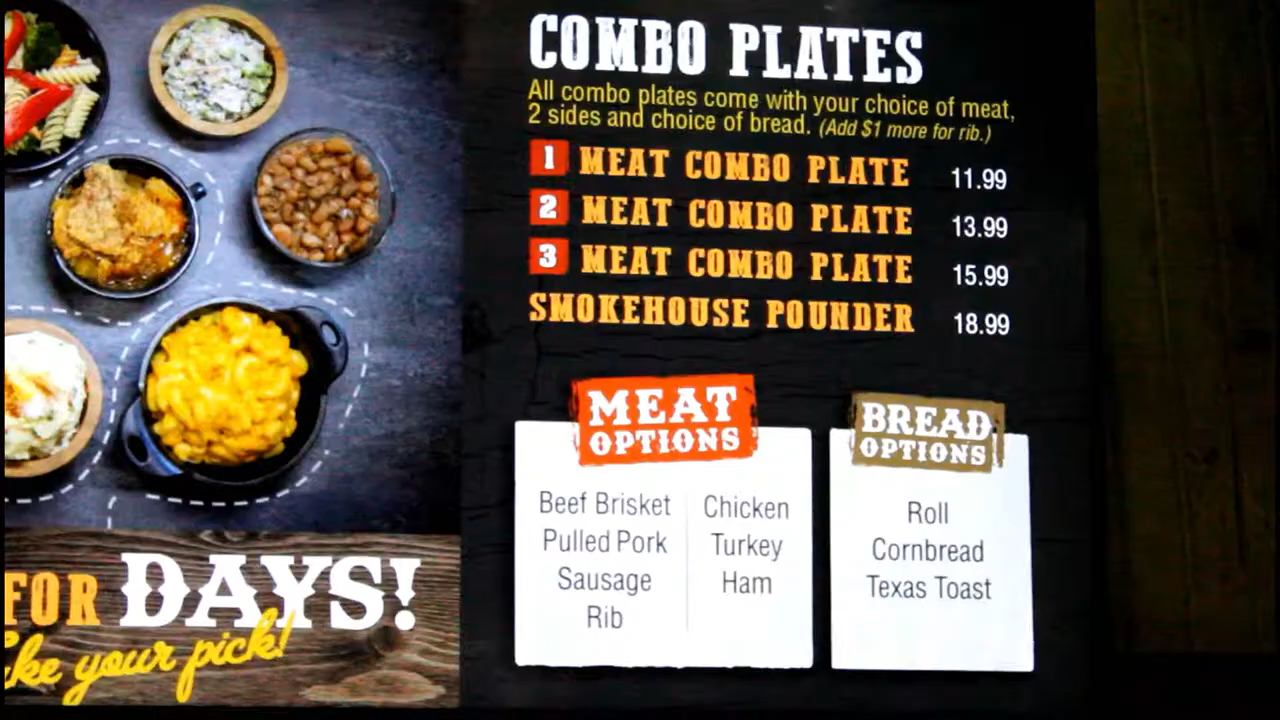 COMBO PLATES
All combo plates come with your choice of meat,
2 sides and choice of bread. (Add $1 more for rib.)
1 MEAT COMBO PLATE 11.99
2 MEAT COMBO PLATE 13.99
3 MEAT COMBO PLATE 15.99
SMOKEHOUSE POUNDER 18.99
MEAT
OPTIONS
Beef Brisket
Pulled Pork
Sausage
Rib
Chicken
Turkey
Ham
BREAD
OPTIONS
Roll
Cornbread
Texas Toast
FOR DAYS!
your pick!